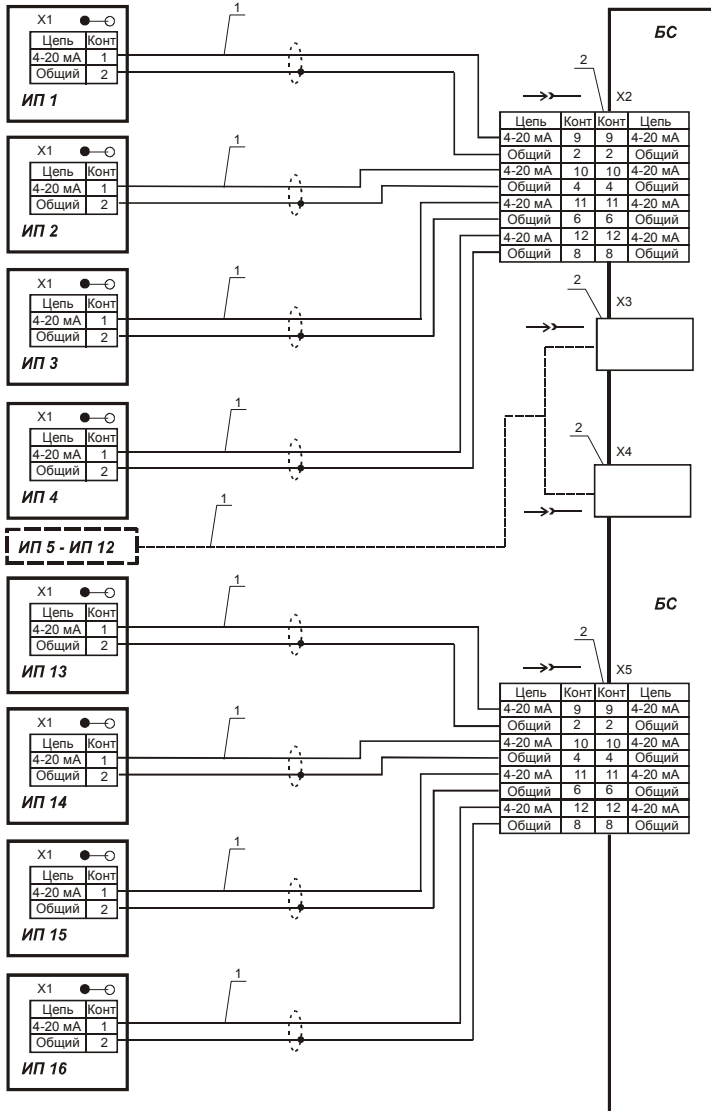 X1
Цепь Конт
4-20 мА 1
Общий 2
ИП 1
1
X1
Цепь Конт
4-20 мА 1
Общий 2
ИП 2
1
X1
Цепь Конт
4-20 мА 1
Общий 2
ИП 3
1
X1
Цепь Конт
4-20 мА 1
Общий 2
ИП 4
1
ИП 5 - ИП 12
1
X1
Цепь Конт
4-20 мА 1
Общий 2
ИП 13
1
X1
Цепь Конт
4-20 мА 1
Общий 2
ИП 14
1
X1
Цепь Конт
4-20 мА 1
Общий 2
ИП 15
1
X1
Цепь Конт
4-20 мА 1
Общий 2
ИП 16
1
БС
2
X2
Цепь Конт Конт Цепь
4-20 мА 9 9 4-20 мА
Общий 2 2 Общий
4-20 мА 10 10 4-20 мА
Общий 4 4 Общий
4-20 мА 11 11 4-20 мА
Общий 6 6 Общий
4-20 мА 12 12 4-20 мА
Общий 8 8 Общий
2
X3
2
X4
БС
2
X5
Цепь Конт Конт Цепь
4-20 мА 9 9 4-20 мА
Общий 2 2 Общий
4-20 мА 10 10 4-20 мА
Общий 4 4 Общий
4-20 мА 11 11 4-20 мА
Общий 6 6 Общий
4-20 мА 12 12 4-20 мА
Общий 8 8 Общий